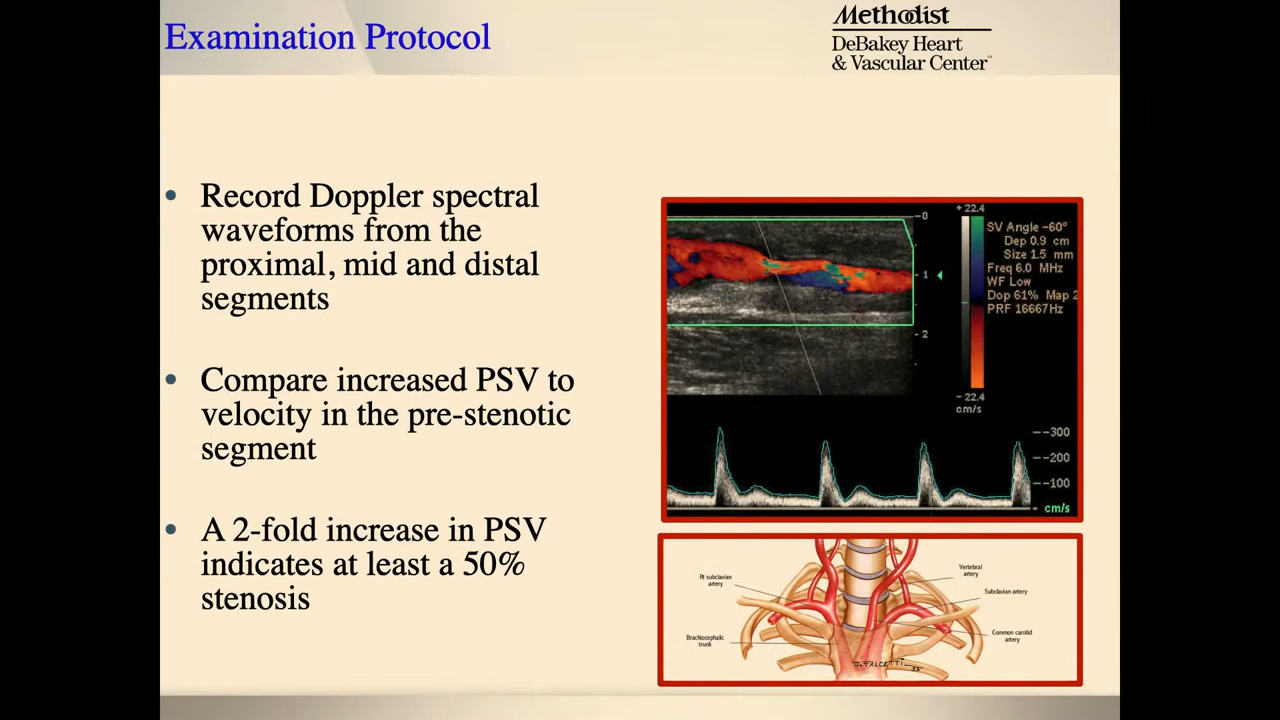 Examination Protocol
Methodist
DeBakey Heart
& Vascular Center
• Record Doppler spectral
waveforms from the
proximal, mid and distal
segments
• Compare increased PSV to
velocity in the pre-stenotic
segment
• A 2-fold increase in PSV
indicates at least a 50%
stenosis
+ 22.4
0
1
2
- 22.4
cm/s
SV Angle -60°
Dep 0.9 cm
Size 1.5 mm
Freq 6.0 MHz
WF Low
Dop 61% Map 2
PRF 16667Hz
300
200
100
cm/s
Rt subclavian
artery
Brachiocephalic
trunk
Vertebral
artery
Subclavian artery
Common carotid
artery
J. FALCETTI